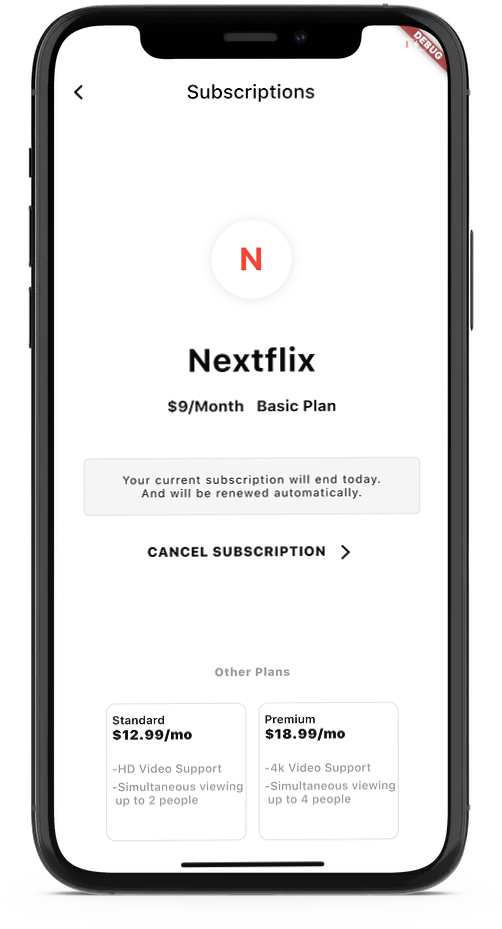 DEBUG
Subscriptions
N
Nextflix
$9/Month Basic Plan
Your current subscription will end today.
And will be renewed automatically.
CANCEL SUBSCRIPTION
Other Plans
Standard
$12.99/mo
-HD Video Support
-Simultaneous viewing
up to 2 people
Premium
$18.99/mo
-4k Video Support
-Simultaneous viewing
up to 4 people